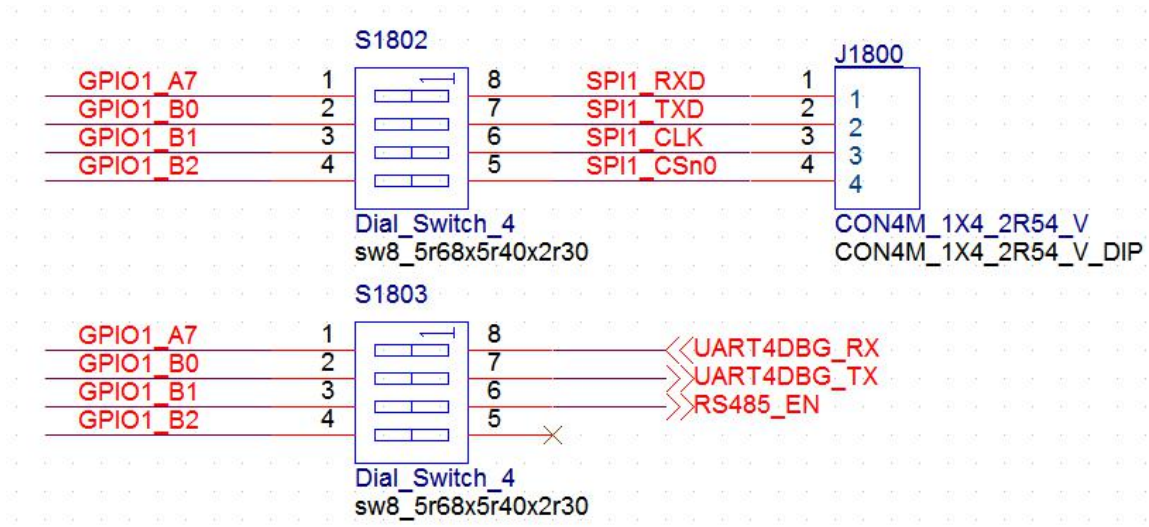 S1802
J1800
GPIO1_A7 1 8 SPI1_RXD 1 1
GPIO1_B0 2 7 SPI1_TXD 2 2
GPIO1_B1 3 6 SPI1_CLK 3 3
GPIO1_B2 4 5 SPI1_CSn0 4 4
Dial_Switch_4 CON4M_1X4_2R54_V
sw8_5r68x5r40x2r30 CON4M_1X4_2R54_V_DIP
S1803
GPIO1_A7 1 8 UART4DBG_RX
GPIO1_B0 2 7 UART4DBG_TX
GPIO1_B1 3 6 RS485_EN
GPIO1_B2 4 5
Dial_Switch_4
sw8_5r68x5r40x2r30